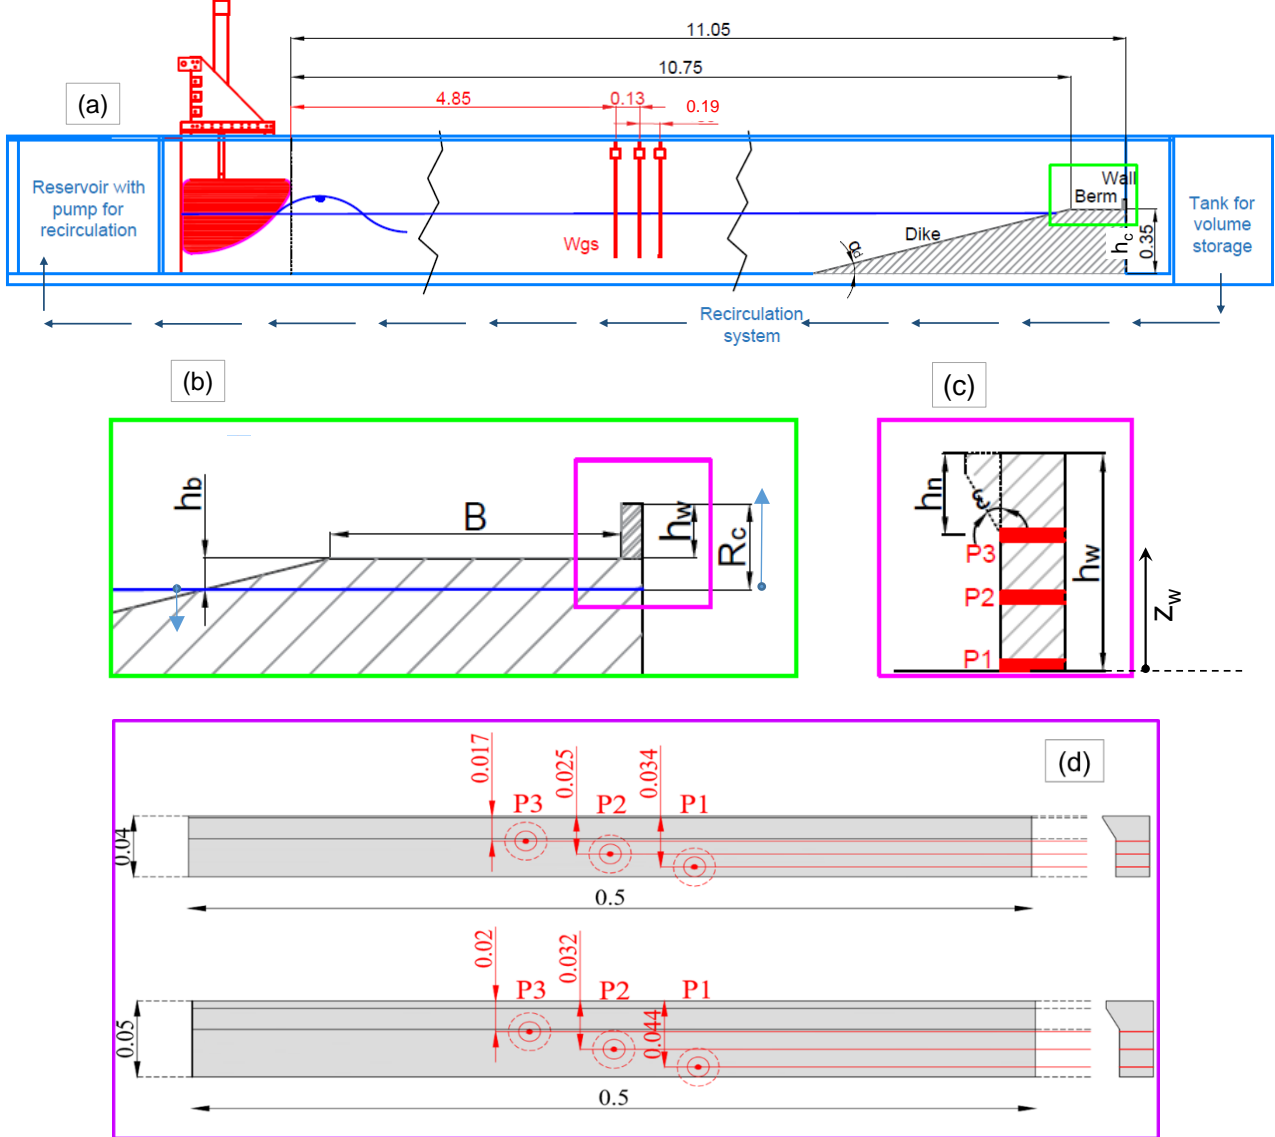 (a)
11.05
10.75
4.85
0.13
0.19
Reservoir with
pump for
recirculation
Wgs
Dike
αd
Wall
Berm
hc
0.35
Tank for
volume
storage
Recirculation
system
(b)
hb
B
hw
Rc
(c)
hn
ε
P3
P2
P1
hw
zw
(d)
0.017
0.025
0.034
P3
P2
P1
0.04
0.5
0.02
0.032
0.044
P3
P2
P1
0.05
0.5